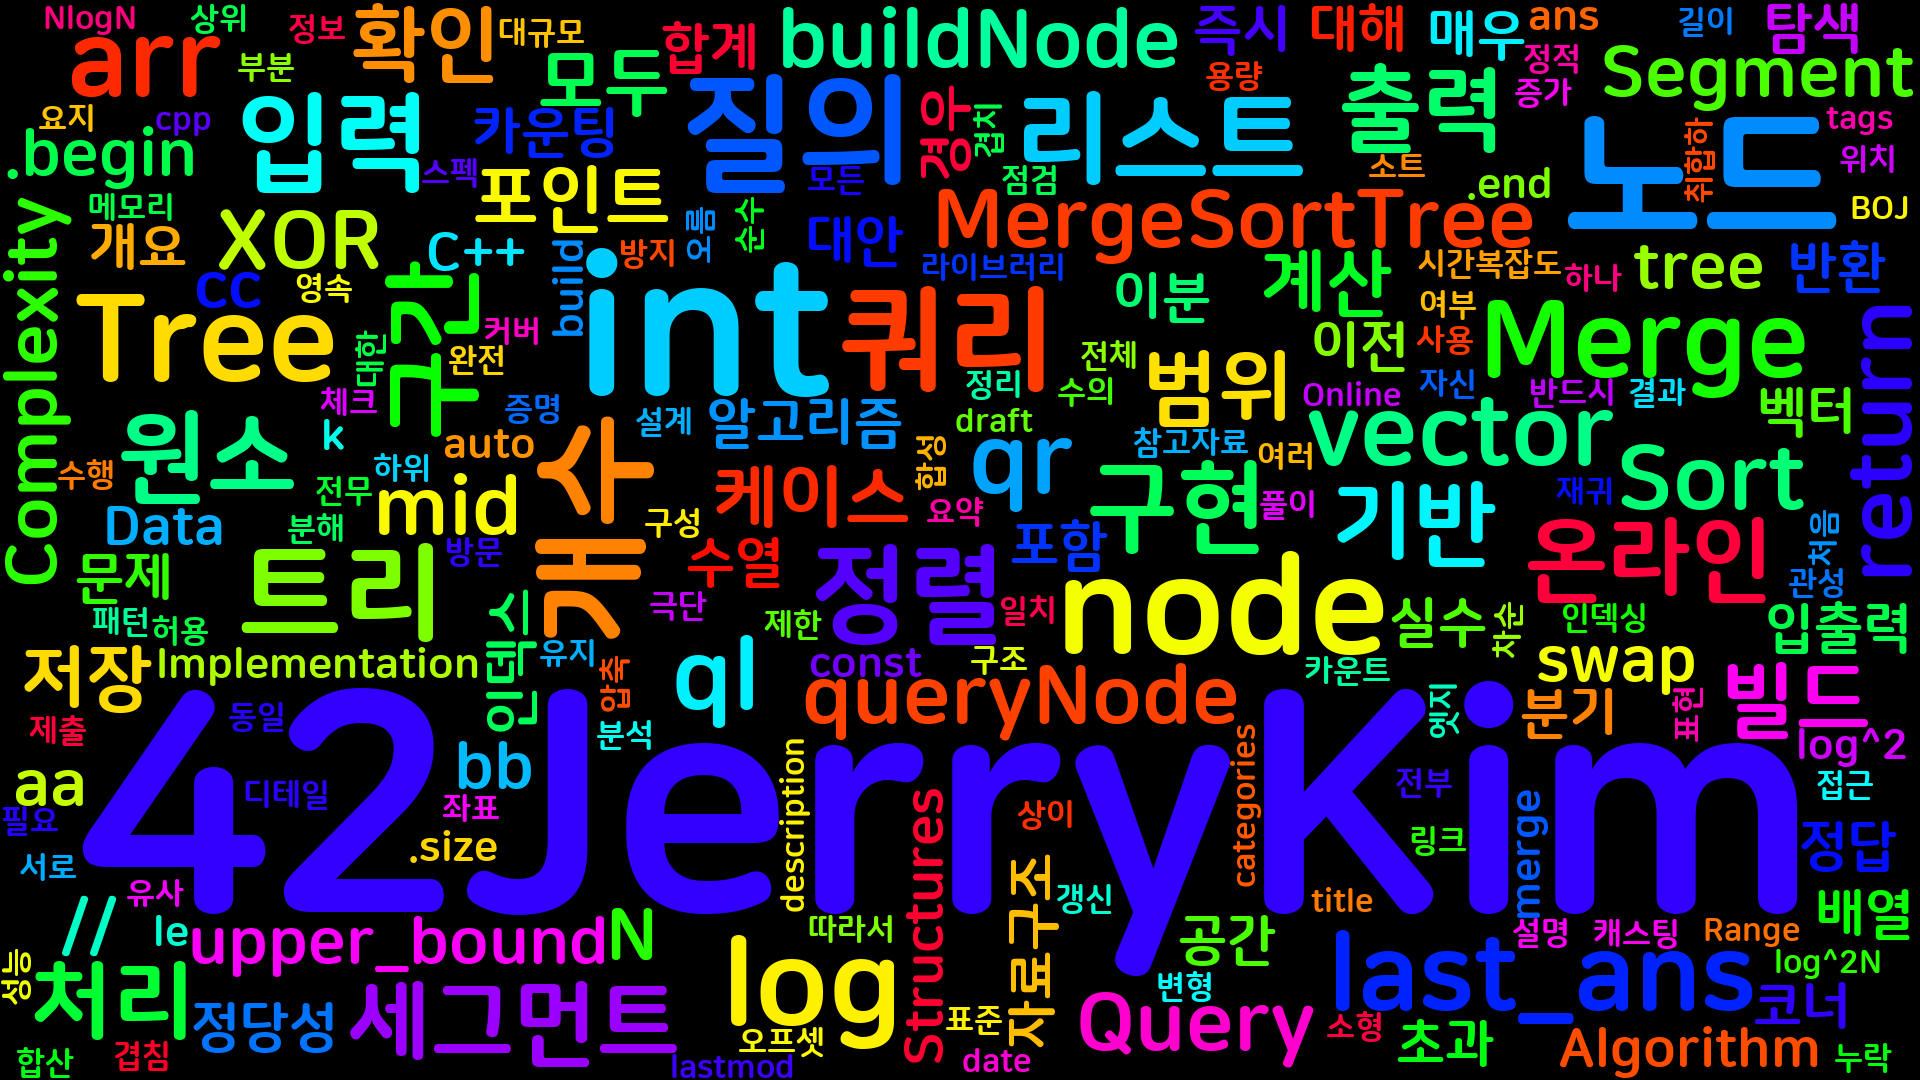 NlogN
상위
정보
확인
대규모
합계
buildNode
즉시
대해
매우
ans
길이
탐색
arr
부분
모두
용량
정적
증가
Segment
요지
cpp
.begin
입력
카운팅
스펙
포인트
질의
모든
경우
겹치
리스트
점검
출력
소트
.end
노드
취합하
tags
위치
BOJ
메모리
개요
XOR
영속
C++
CC
build
방지
오름
순수
대안
라이브러리
MergeSortTree
이분
계산
시간복잡도
하나
tree
반환
여부
Complexity
Tree
대한
구간
커버
완전
int
쿼리
전체
정리
수의
범위
이전
사용
Merge
return
체크
증명
설계
알고리즘
draft
Online
자신
반드시
결과
벡터
원소
k
auto
하위
수행
전무
mid
개수
케이스
합성
qr
참고자료
여러
vector
Sort
Data
분해
방문
구성
요약
구현
풀이
기반
재귀
처음
문제
트리
수열
정렬
포함
node
온라인
관성
패턴
허용
인덱스
극단
제한
일치
실수
차순
인덱싱
입출력
저장
Implementation
유지
압축
ql
const
구조
카운트
swap
빌드
제출
동일
분석
queryNode
categories
엣지
분기
표현
log^2
aa
디테일
bb
좌표
42JerryKim
description
전부
접근
필요
.size
상이
링크
merge
정답
서로
유사
Structures
자료구조
갱신
title
배열
//
le
upper_bound
N
따라서
공간
설명
캐스팅
Range
성능
처리
정당성
세그먼트
log
변형
last_ans
log^2N
코너
오프셋
표준
Query
소형
초과
Algorithm
누락
합산
겹침
lastmod
date